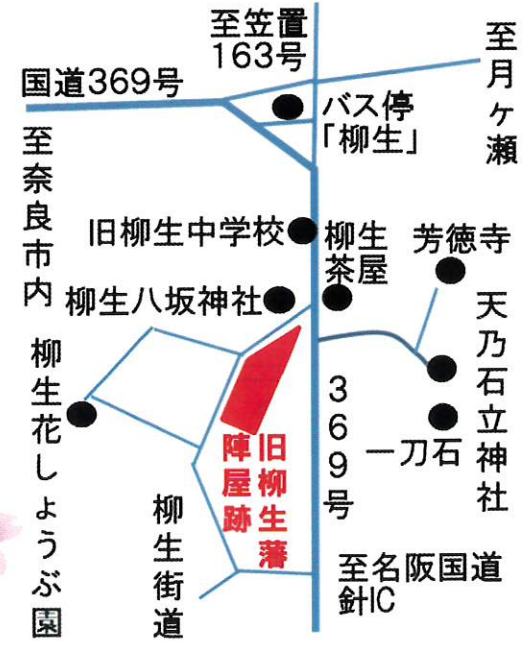 至笠置
163号
至月ヶ瀬
国道369号
バス停
「柳生」
至奈良市内
旧柳生中学校
柳生
茶屋
芳徳寺
柳生八坂神社
天乃石立神社
柳生花しょうぶ園
369号
一刀石
旧柳生藩
陣屋跡
柳生街道
至名阪国道
針IC